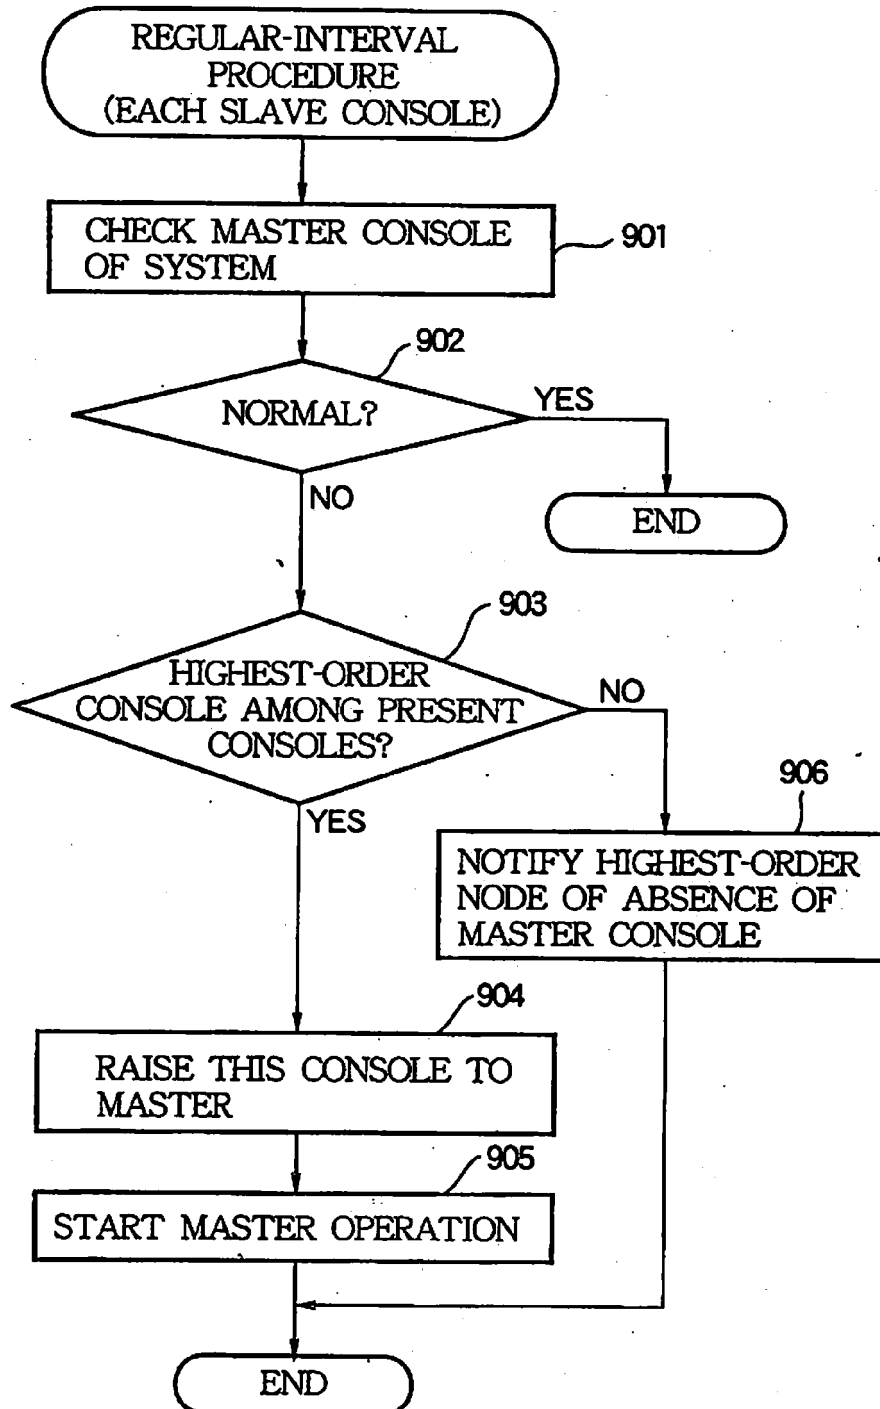 REGULAR-INTERVAL
PROCEDURE
(EACH SLAVE CONSOLE)
CHECK MASTER CONSOLE
OF SYSTEM
901
902
NORMAL?
YES
NO
END
903
HIGHEST-ORDER
CONSOLE AMONG PRESENT
CONSOLES?
NO
YES
906
NOTIFY HIGHEST-ORDER
NODE OF ABSENCE OF
MASTER CONSOLE
904
RAISE THIS CONSOLE TO
MASTER
905
START MASTER OPERATION
END